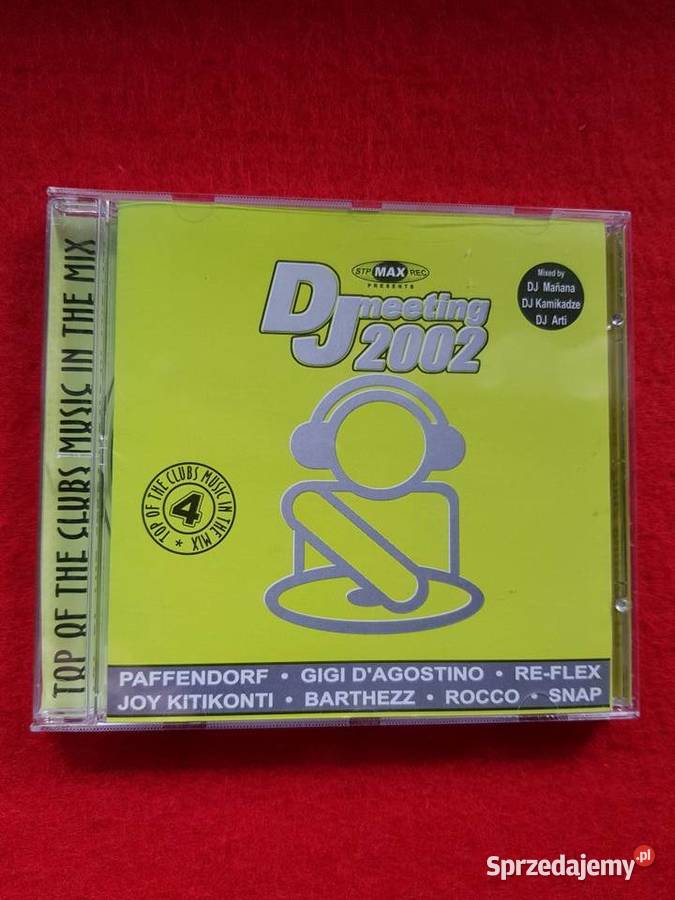 TOP OF THE CLUBS MUSIC IN THE MIX
STP MAX REC
PRESENTS
DJ meeting
2002
Mixed by
DJ Mañana
DJ Kamikadze
DJ Arti
TOP OF THE CLUBS MUSIC IN THE MIX *
4
PAFFENDORF • GIGI D'AGOSTINO • RE-FLEX
JOY KITIKONTI • BARTHEZZ • ROCCO • SNAP
Sprzedajemy.pl